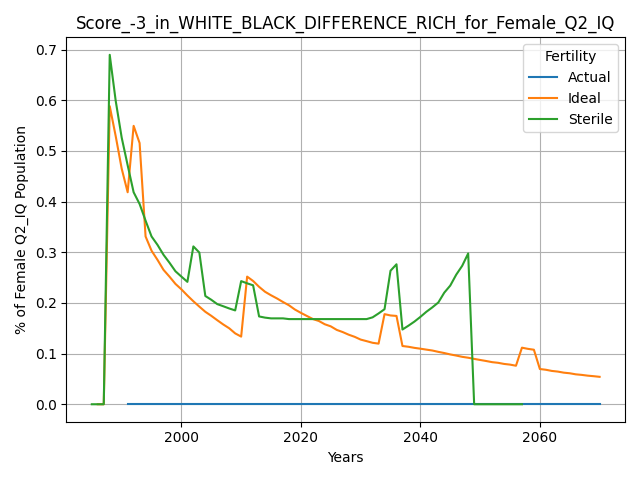 Score_-3_in_WHITE_BLACK_DIFFERENCE_RICH_for_Female_Q2_IQ
Fertility
Actual
Ideal
Sterile
% of Female Q2_IQ Population
0.7
0.6
0.5
0.4
0.3
0.2
0.1
0.0
2000
2020
2040
2060
Years